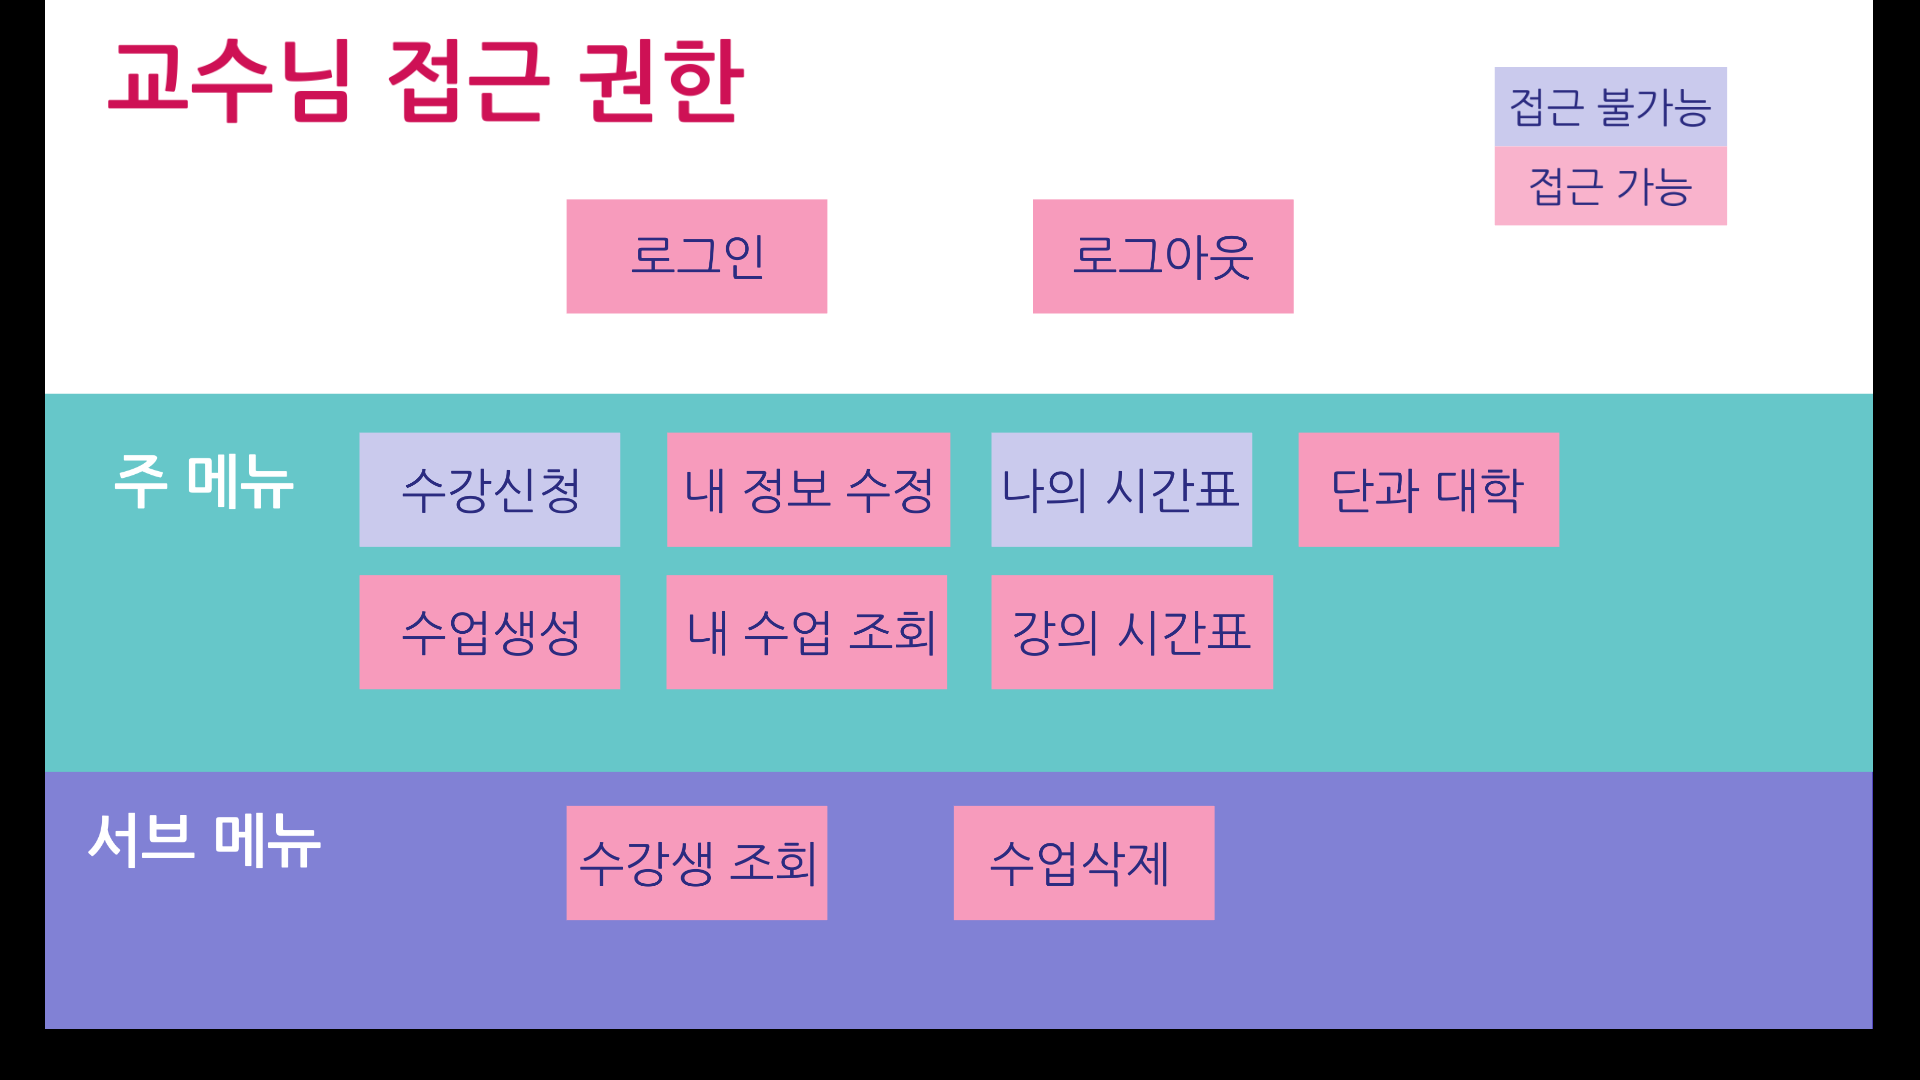 교수님 접근 권한
접근 불가능
접근 가능
로그인
로그아웃
주 메뉴
수강신청
내 정보 수정
나의 시간표
단과 대학
수업생성
내 수업 조회
강의 시간표
서브 메뉴
수강생 조회
수업삭제